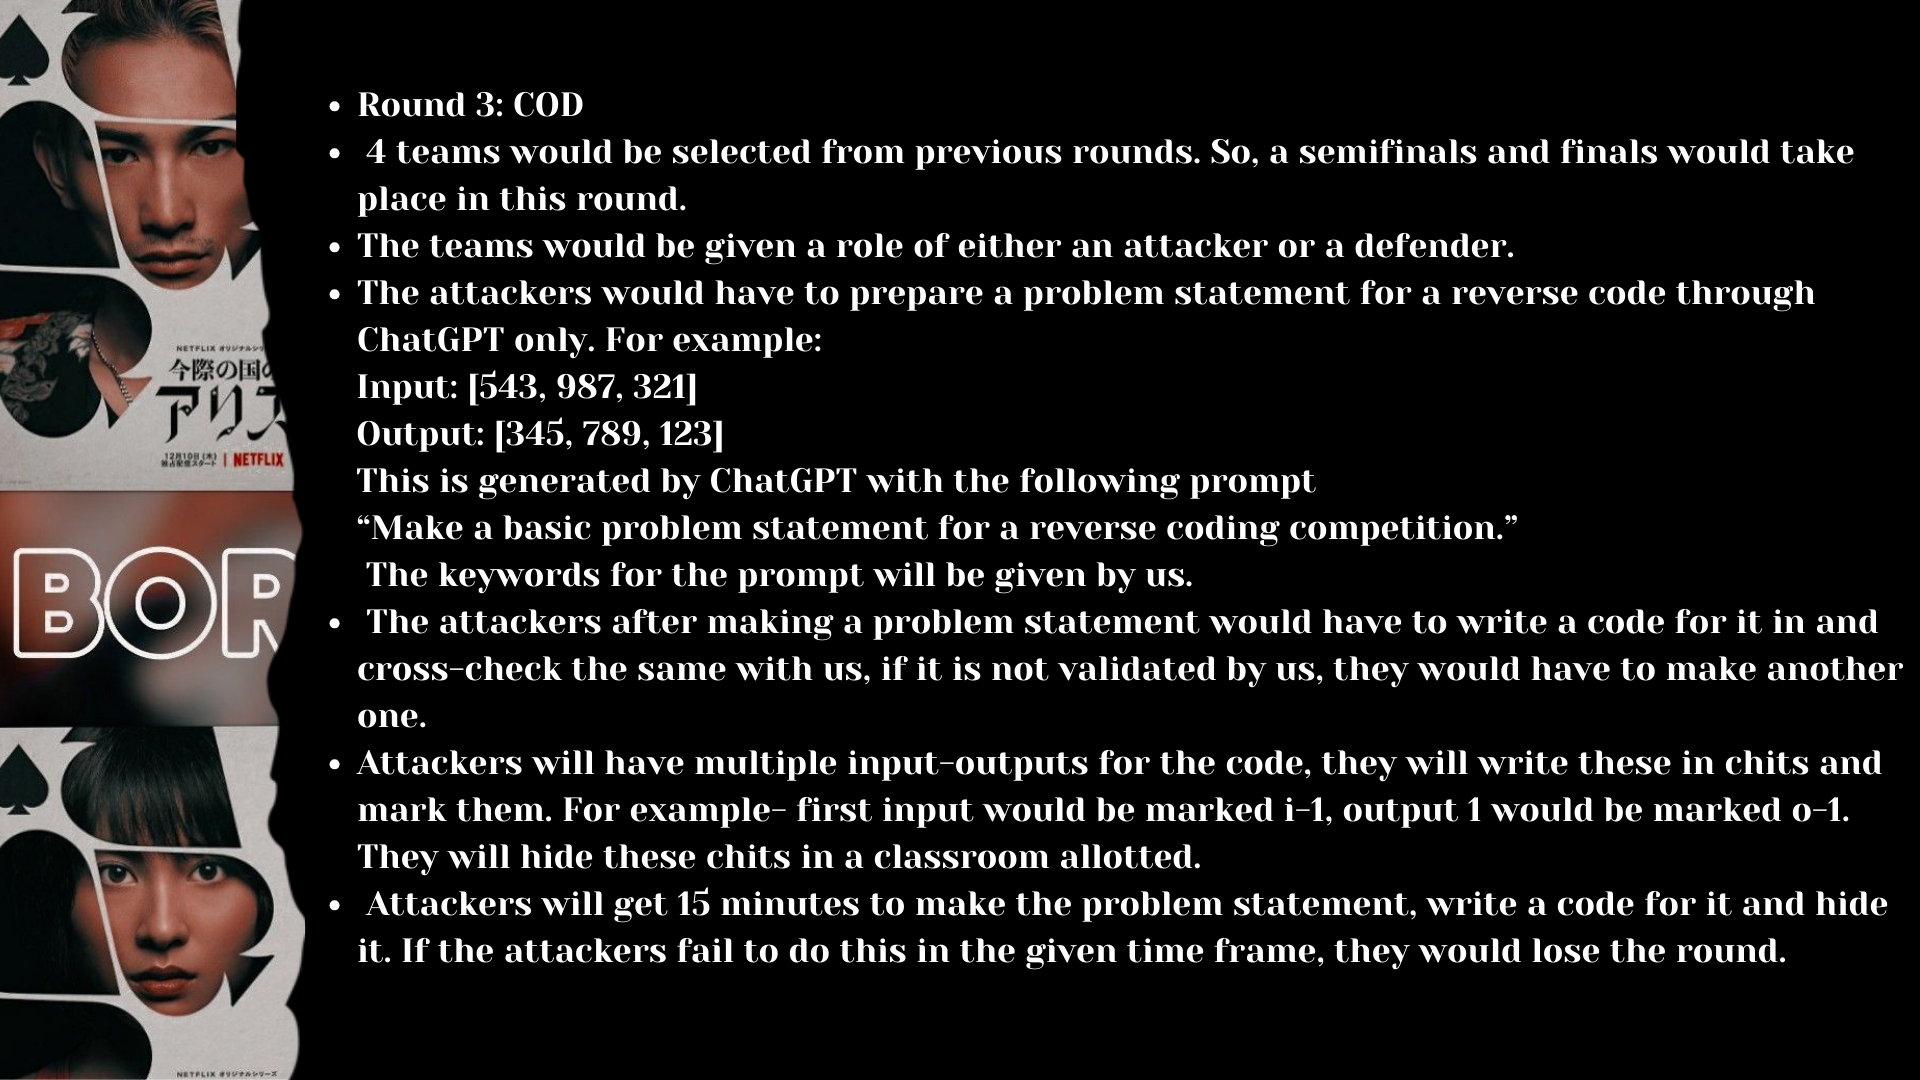 NETFLIX オリジナルシリ
今際の国の
アリス
12月10日(木)
独占配信スタート | NETFLIX
BOR
NETFLIX オリジナルシリーズ
• Round 3: COD
• 4 teams would be selected from previous rounds. So, a semifinals and finals would take
place in this round.
• The teams would be given a role of either an attacker or a defender.
• The attackers would have to prepare a problem statement for a reverse code through
ChatGPT only. For example:
Input: [543, 987, 321]
Output: [345, 789, 123]
This is generated by ChatGPT with the following prompt
“Make a basic problem statement for a reverse coding competition.”
The keywords for the prompt will be given by us.
• The attackers after making a problem statement would have to write a code for it in and
cross-check the same with us, if it is not validated by us, they would have to make another
one.
• Attackers will have multiple input-outputs for the code, they will write these in chits and
mark them. For example- first input would be marked i-1, output 1 would be marked o-1.
They will hide these chits in a classroom allotted.
• Attackers will get 15 minutes to make the problem statement, write a code for it and hide
it. If the attackers fail to do this in the given time frame, they would lose the round.